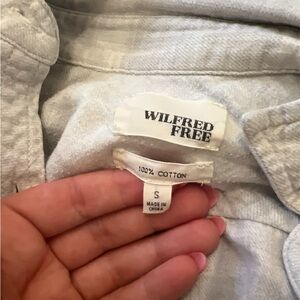 WILFRED
FREE
100% COTTON
S
MADE IN
CHINA